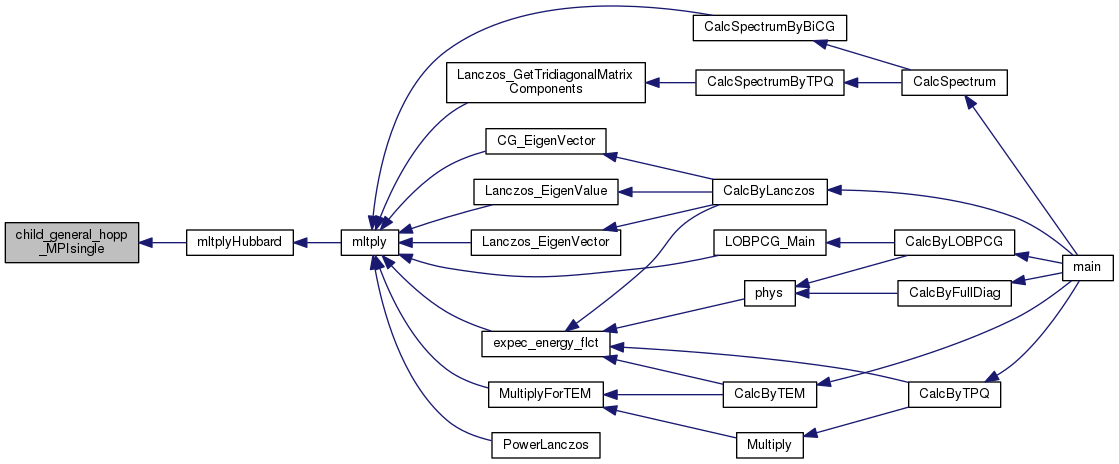 child_general_hopp
_MPIsingle
mltplyHubbard
mltply
CalcSpectrumByBiCG
Lanczos_GetTridiagonalMatrix
Components
CalcSpectrumByTPQ
CalcSpectrum
CG_EigenVector
Lanczos_EigenValue
CalcByLanczos
Lanczos_EigenVector
LOBPCG_Main
CalcByLOBPCG
main
phys
CalcByFullDiag
expec_energy_flct
MultiplyForTEM
CalcByTEM
CalcByTPQ
PowerLanczos
Multiply